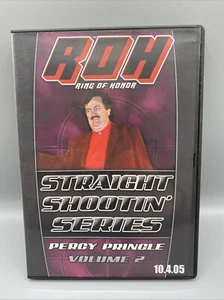 ROH
RING OF HONOR
STRAIGHT
SHOOTIN'
SERIES
PERCY PRINGLE
VOLUME 2
10.4.05